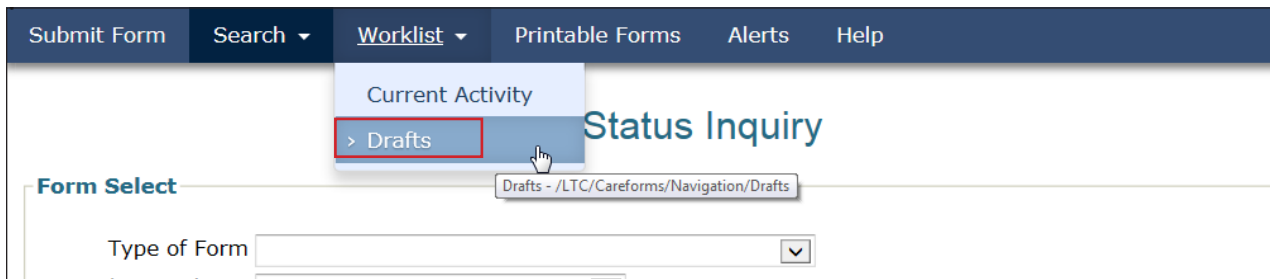 Submit Form Search Worklist Printable Forms Alerts Help
Current Activity
Status Inquiry
› Drafts
Drafts - /LTC/Careforms/Navigation/Drafts
Form Select
Type of Form